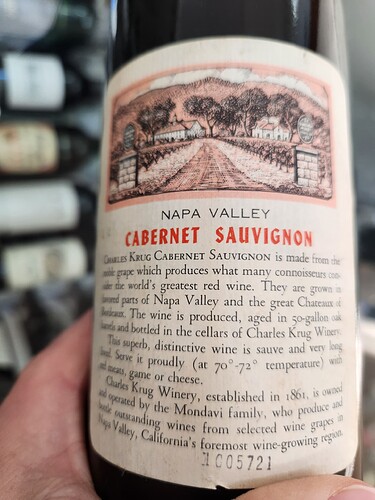 NAPA VALLEY
CABERNET SAUVIGNON
CHARLES KRUG CABERNET SAUVIGNON is made from the
noble grape which produces what many connoisseurs con-
sider the world's greatest red wine. They are grown in
favored parts of Napa Valley and the great Chateaux of
Bordeaux. The wine is produced, aged in 50-gallon oak
barrels and bottled in the cellars of Charles Krug Winery.
This superb, distinctive wine is sauve and very long
lived. Serve it proudly (at 70°-72° temperature) with
red meats, game or cheese.
Charles Krug Winery, established in 1861, is owned
and operated by the Mondavi family, who produce and
bottle outstanding wines from selected wine grapes in
Napa Valley, California's foremost wine-growing region.
1005721